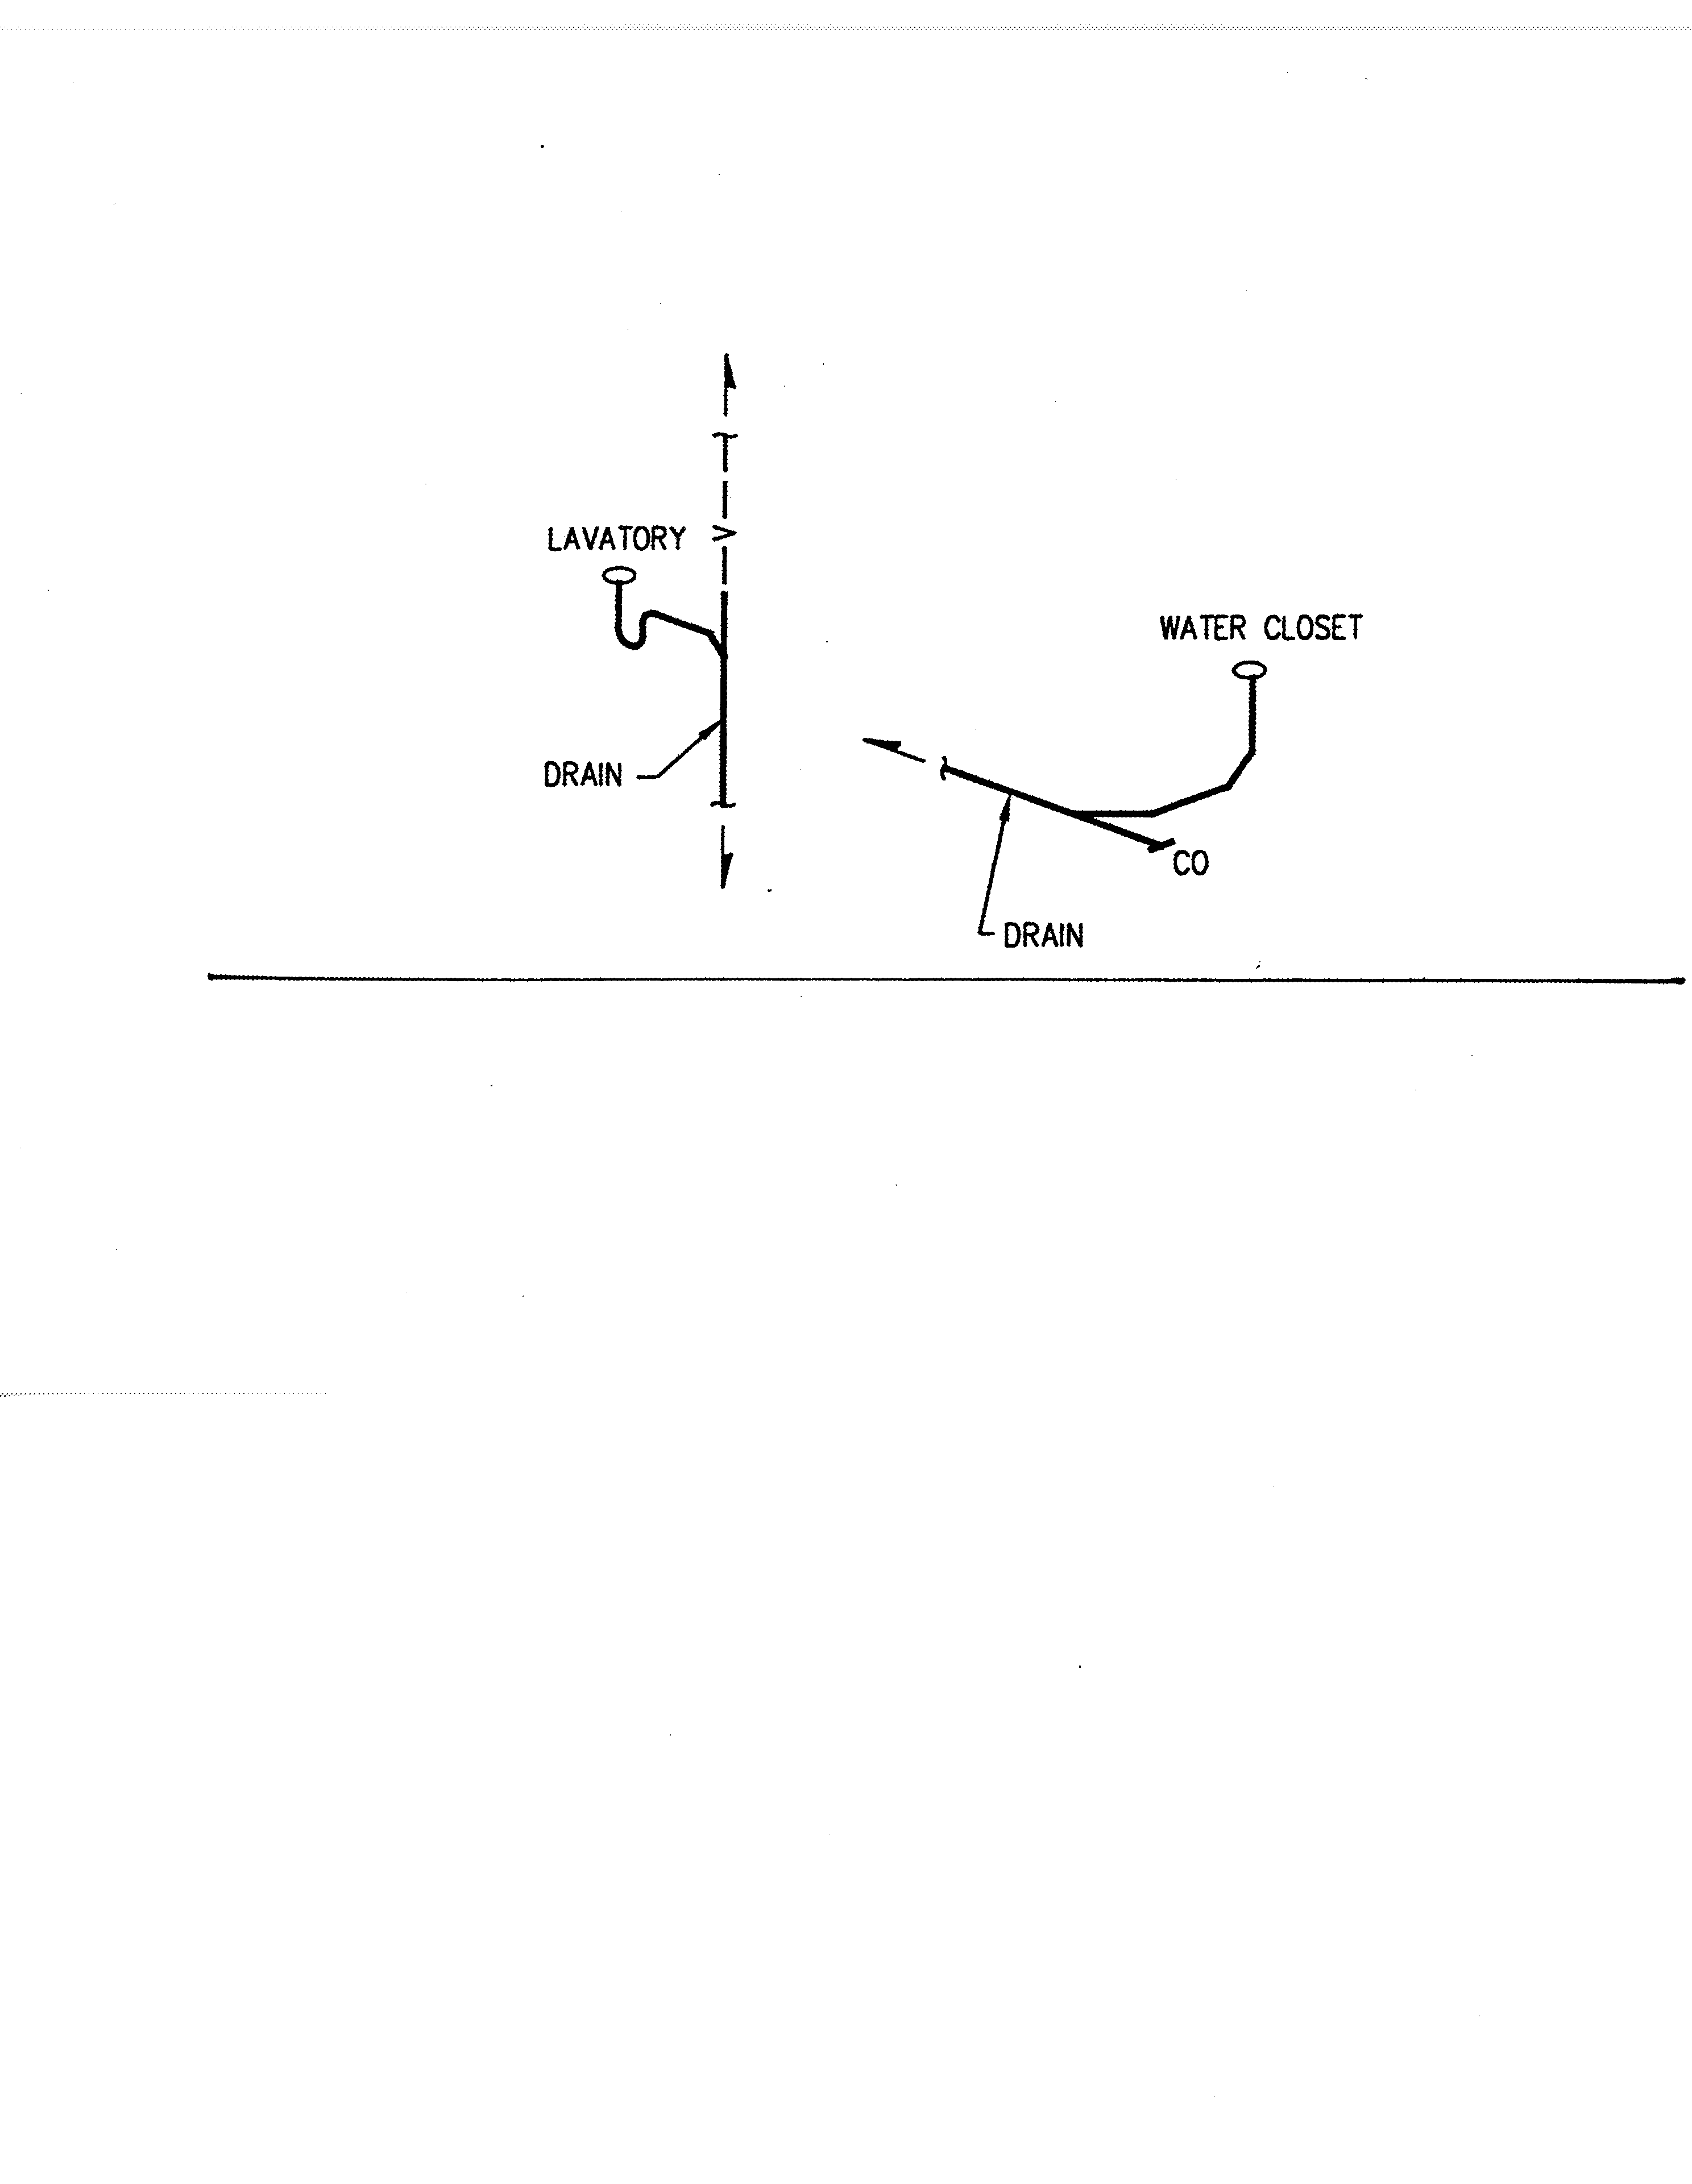 LAVATORY
V
WATER CLOSET
DRAIN
CO
DRAIN